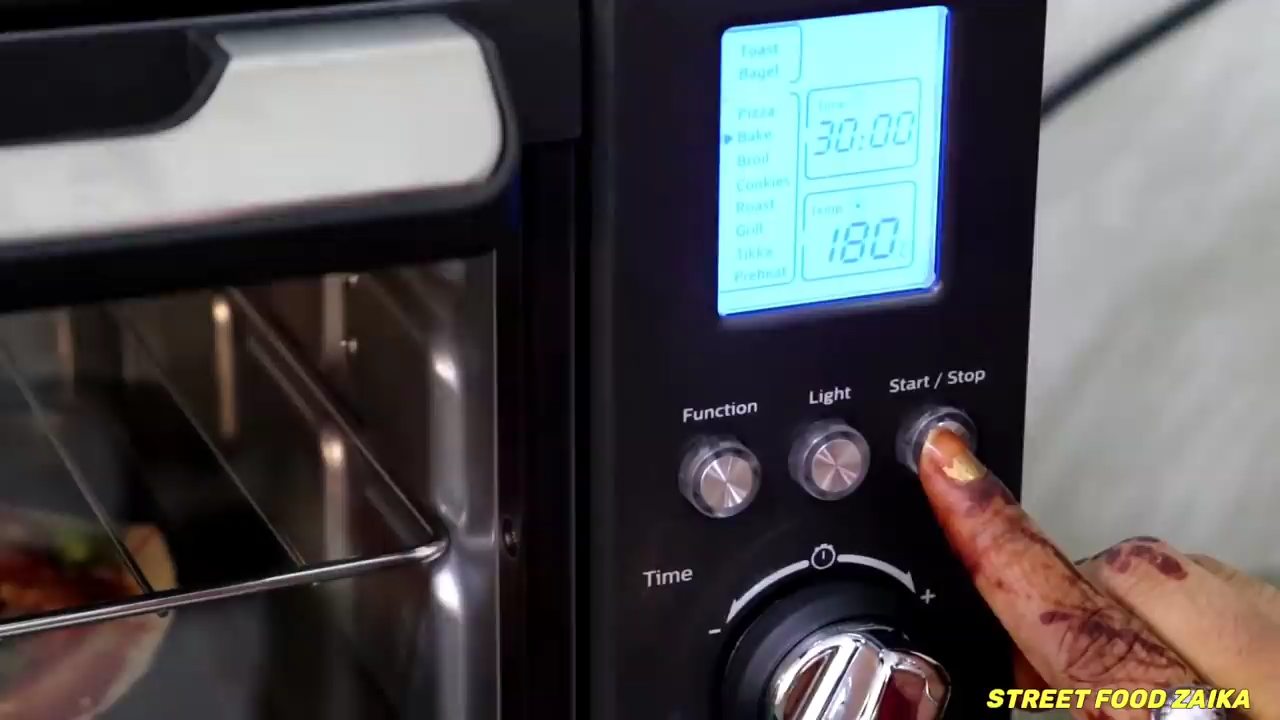 Toast
Bagel
Pizza
Bake
Broil
Cookies
Roast
Grill
Tikka
Preheat
Time
30:00
Temp
180
Function
Light
Start / Stop
Time
-
+
STREET FOOD ZAIKA